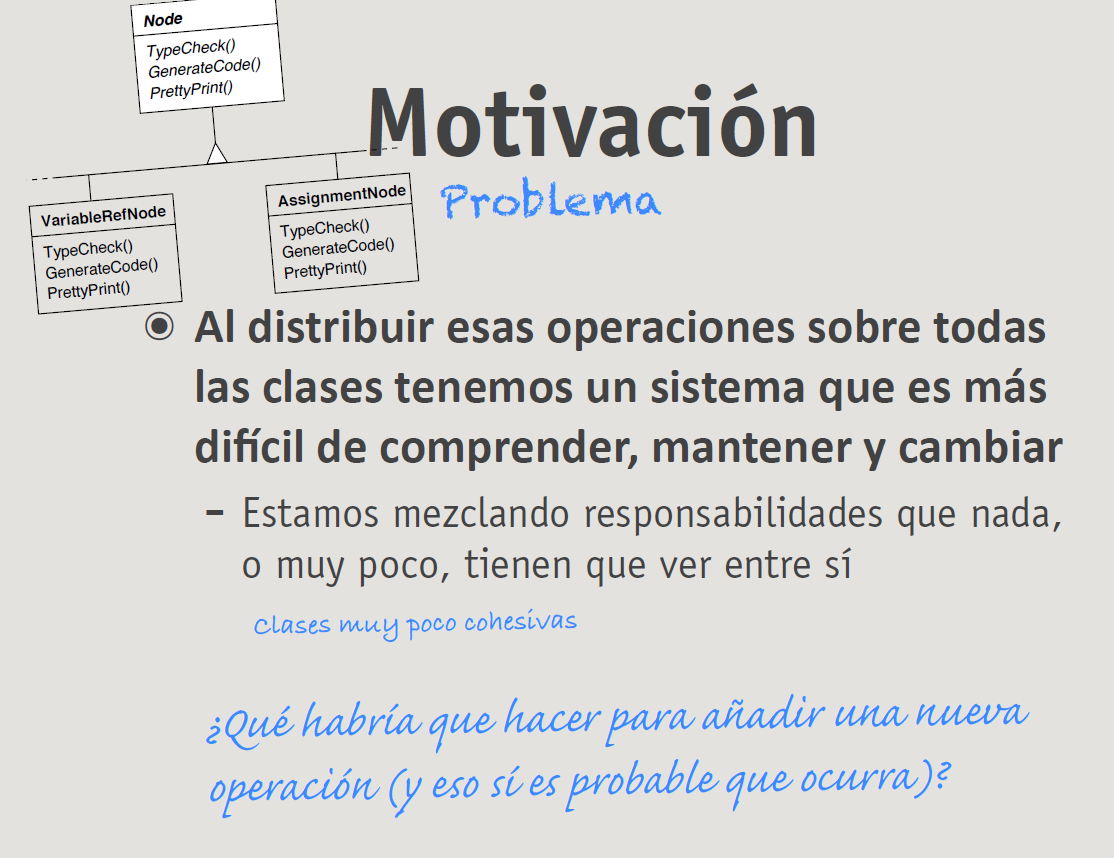 Node
TypeCheck()
GenerateCode()
PrettyPrint()
VariableRefNode
TypeCheck()
GenerateCode()
PrettyPrint()
AssignmentNode
TypeCheck()
GenerateCode()
PrettyPrint()
Motivación
Problema
Al distribuir esas operaciones sobre todas
las clases tenemos un sistema que es más
difícil de comprender, mantener y cambiar
– Estamos mezclando responsabilidades que nada,
o muy poco, tienen que ver entre sí
Clases muy poco cohesivas
¿Qué habría que hacer para añadir una nueva
operación (y eso sí es probable que ocurra)?